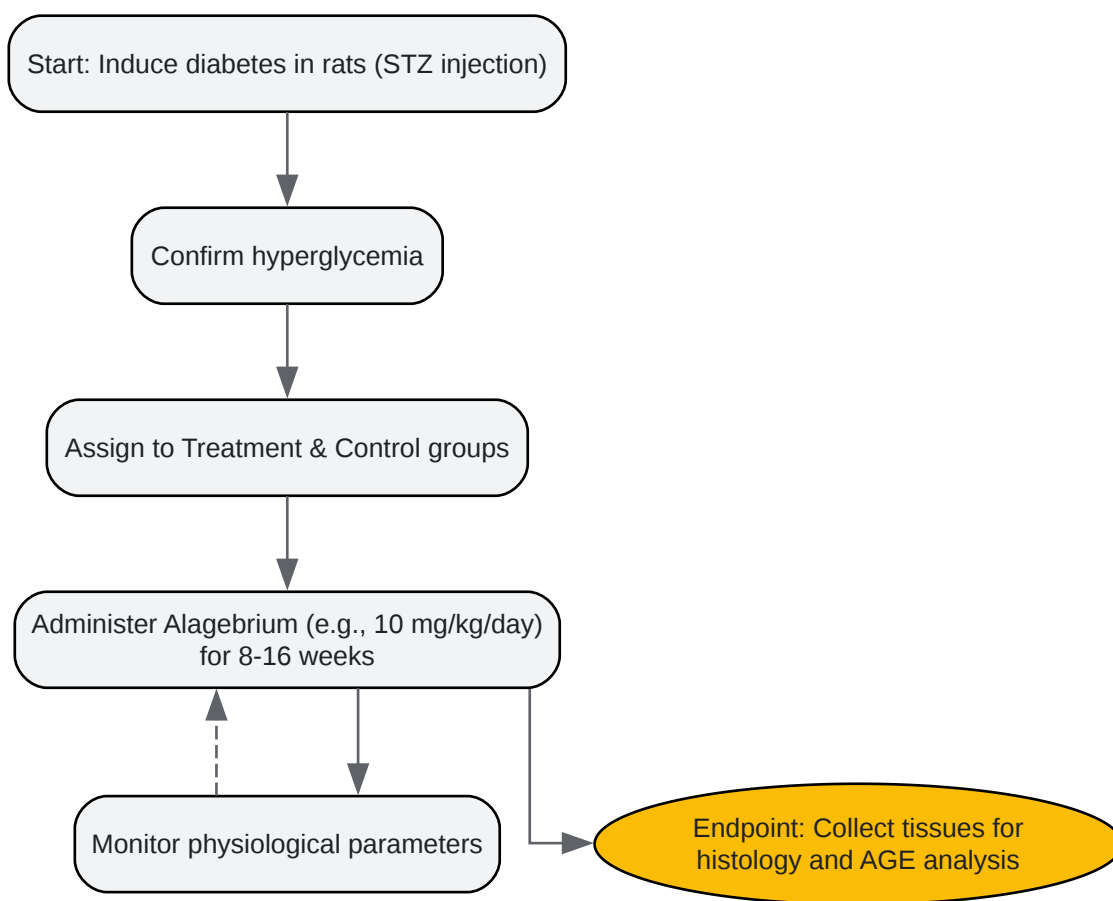 Start: Induce diabetes in rats (STZ injection)
Confirm hyperglycemia
Assign to Treatment & Control groups
Administer Alagebrium (e.g., 10 mg/kg/day)
for 8-16 weeks
Monitor physiological parameters
Endpoint: Collect tissues for
histology and AGE analysis